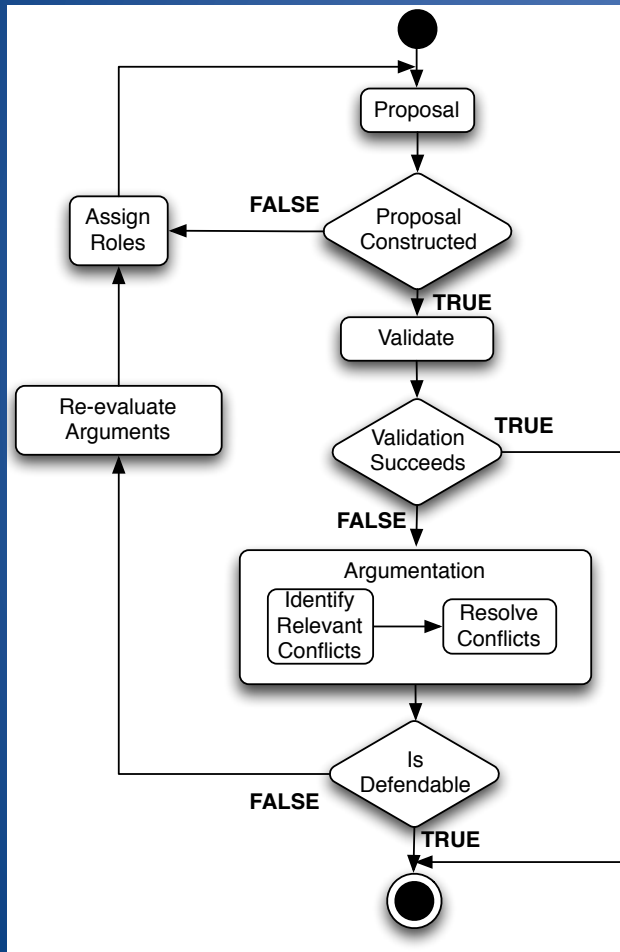 Proposal
FALSE
Proposal
Constructed
Assign
Roles
TRUE
Validate
Re-evaluate
Arguments
Validation
Succeeds
TRUE
FALSE
Argumentation
Identify
Relevant
Conflicts
Resolve
Conflicts
Is
Defendable
FALSE
TRUE